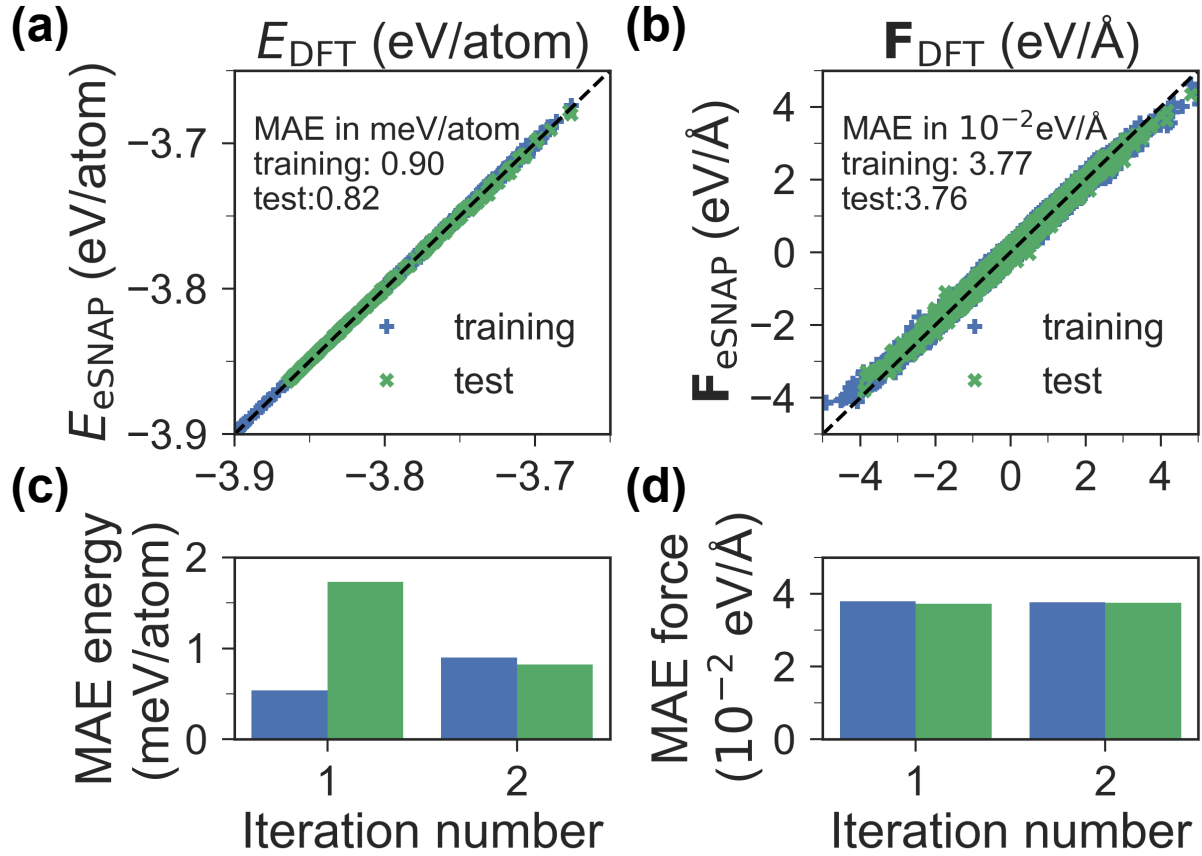 (a)
E_DFT (eV/atom)
E_eSNAP (eV/atom)
−3.7
−3.8
−3.9
MAE in meV/atom
training: 0.90
test:0.82
training
test
−3.9
−3.8
−3.7
(b)
𝐅_DFT (eV/Å)
𝐅_eSNAP (eV/Å)
4
2
0
−2
−4
MAE in 10⁻²eV/Å
training: 3.77
test:3.76
training
test
−4
−2
0
2
4
(c)
MAE energy
(meV/atom)
2
1
0
1
2
Iteration number
(d)
MAE force
(10⁻² eV/Å)
4
2
0
1
2
Iteration number